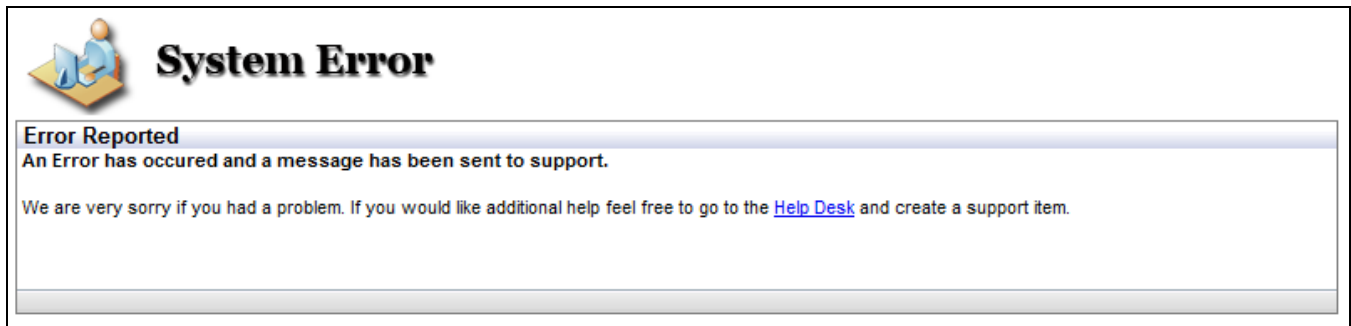 System Error
Error Reported
An Error has occured and a message has been sent to support.
We are very sorry if you had a problem. If you would like additional help feel free to go to the Help Desk and create a support item.